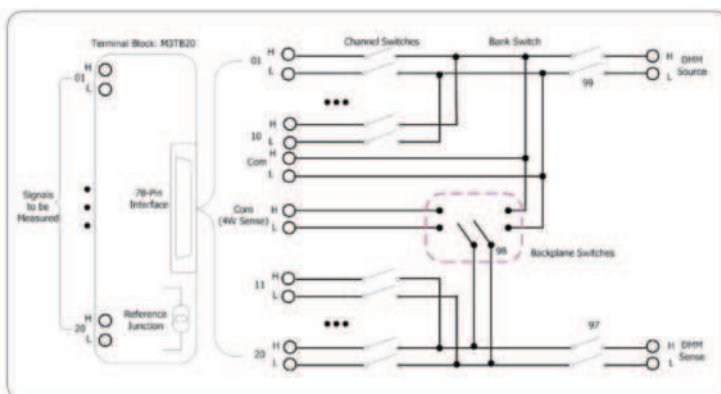 Terminal Block: M3TB20
H
01
L
Signals
to be
Measured
78-Pin
Interface
H
20
L
Reference
Junction
Channel Switches
Bank Switch
H
01
L
H
10
L
H
Com
L
Com
(4W Sense)
H
L
H
11
L
H
20
L
H
L
DMM
Source
99
98
Backplane Switches
97
H
L
DMM
Sense